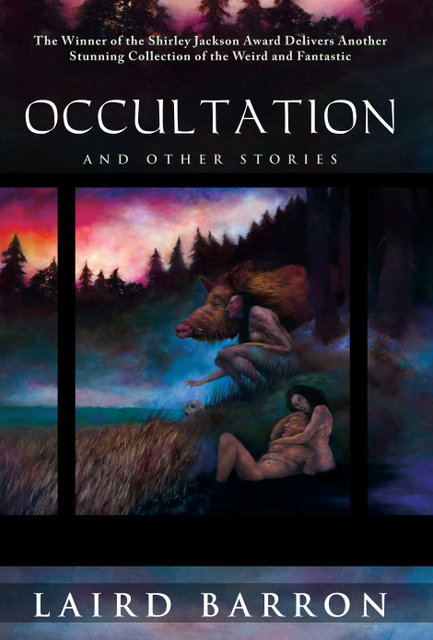 The Winner of the Shirley Jackson Award Delivers Another
Stunning Collection of the Weird and Fantastic
OCCULTATION
AND OTHER STORIES
LAIRD BARRON